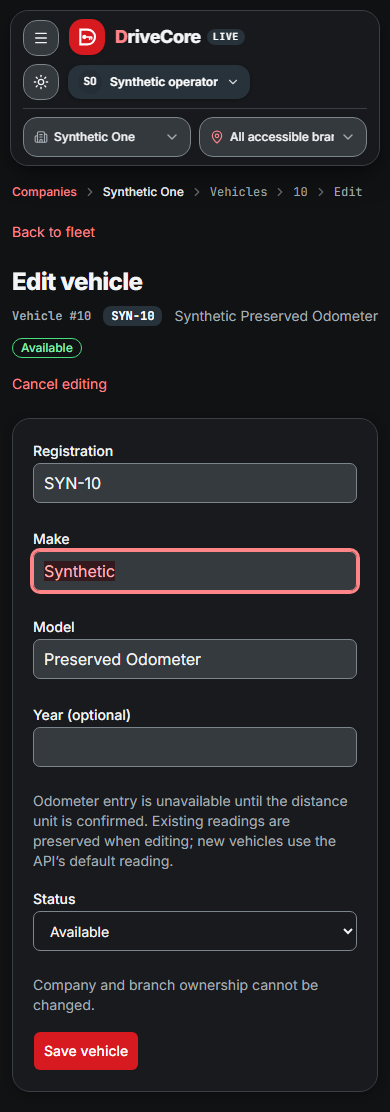 DriveCore LIVE
SO Synthetic operator
Synthetic One All accessible bran
Companies > Synthetic One > Vehicles > 10 > Edit
Back to fleet
Edit vehicle
Vehicle #10 SYN-10 Synthetic Preserved Odometer
Available
Cancel editing
Registration
SYN-10
Make
Synthetic
Model
Preserved Odometer
Year (optional)
Odometer entry is unavailable until the distance
unit is confirmed. Existing readings are
preserved when editing; new vehicles use the
API’s default reading.
Status
Available
Company and branch ownership cannot be
changed.
Save vehicle